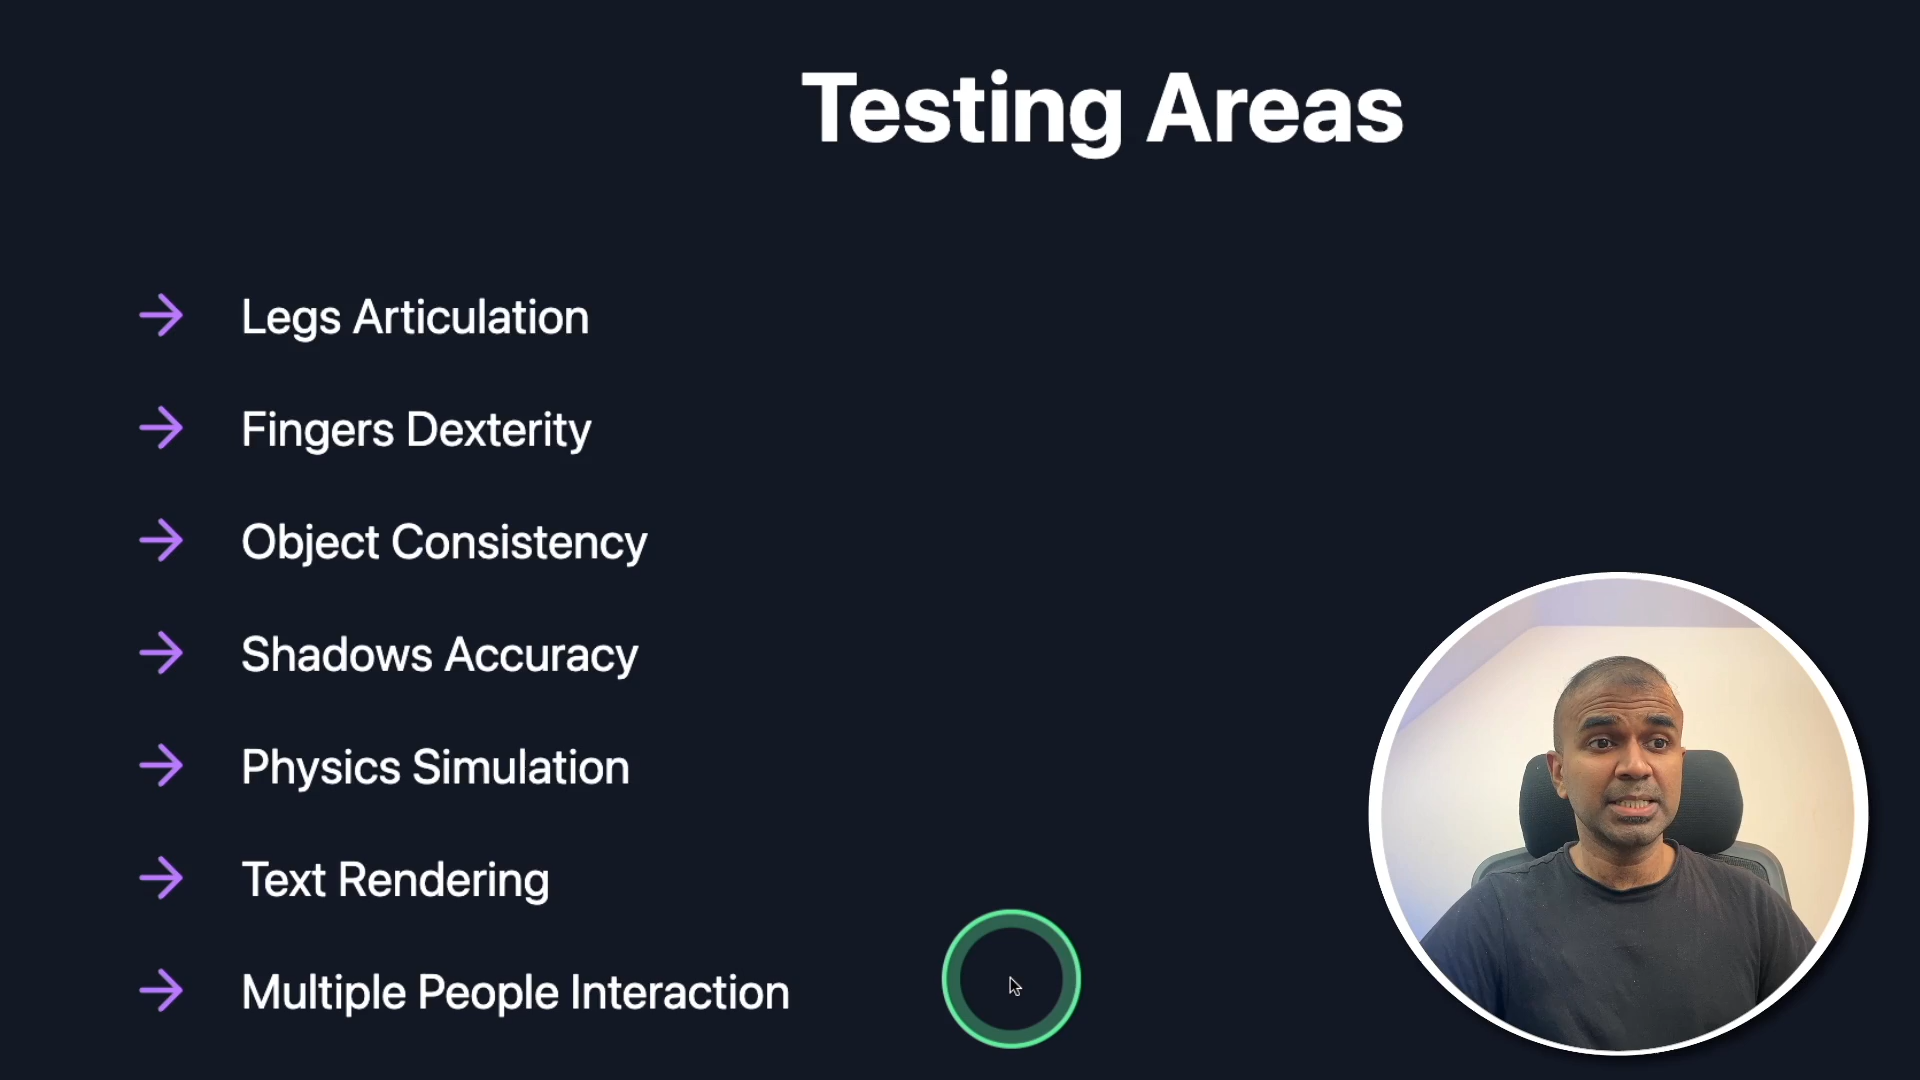 Testing Areas
Legs Articulation
Fingers Dexterity
Object Consistency
Shadows Accuracy
Physics Simulation
Text Rendering
Multiple People Interaction